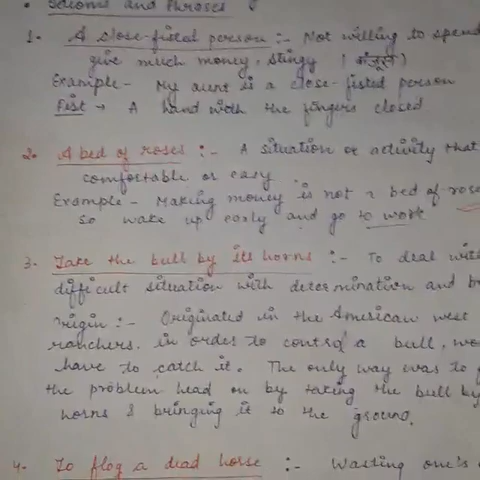 • Idioms and Phrases
1. A close-fisted person :- Not willing to spend
give much money, stingy (कंजूस)
Example - My aunt is a close-fisted person
Fist → A hand with the fingers closed
2. A bed of roses :- A situation or activity that
comfortable or easy
Example - Making money is not a bed of roses
so wake up early and go to work
3. Take the bull by its horns :- To deal with
difficult situation with determination and
Origin :- Originated in the American west
ranchers. in order to control a bull, wo
have to catch it. The only way was to
the problem head on by taking the bull by
horns & bringing it to the ground.
4. To flog a dead horse :- Wasting one's